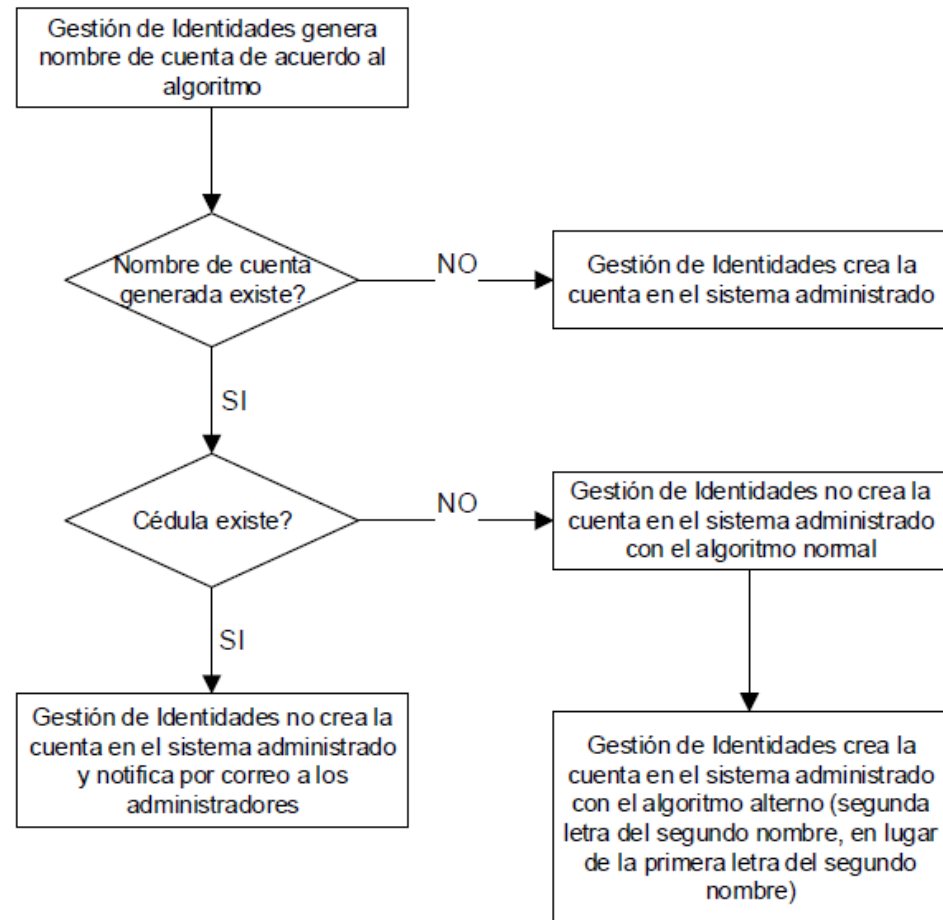 Gestión de Identidades genera
nombre de cuenta de acuerdo al
algoritmo
Nombre de cuenta
generada existe?
NO
Gestión de Identidades crea la
cuenta en el sistema administrado
SI
Cédula existe?
NO
Gestión de Identidades no crea la
cuenta en el sistema administrado
con el algoritmo normal
SI
Gestión de Identidades no crea la
cuenta en el sistema administrado
y notifica por correo a los
administradores
Gestión de Identidades crea la
cuenta en el sistema administrado
con el algoritmo alterno (segunda
letra del segundo nombre, en lugar
de la primera letra del segundo
nombre)